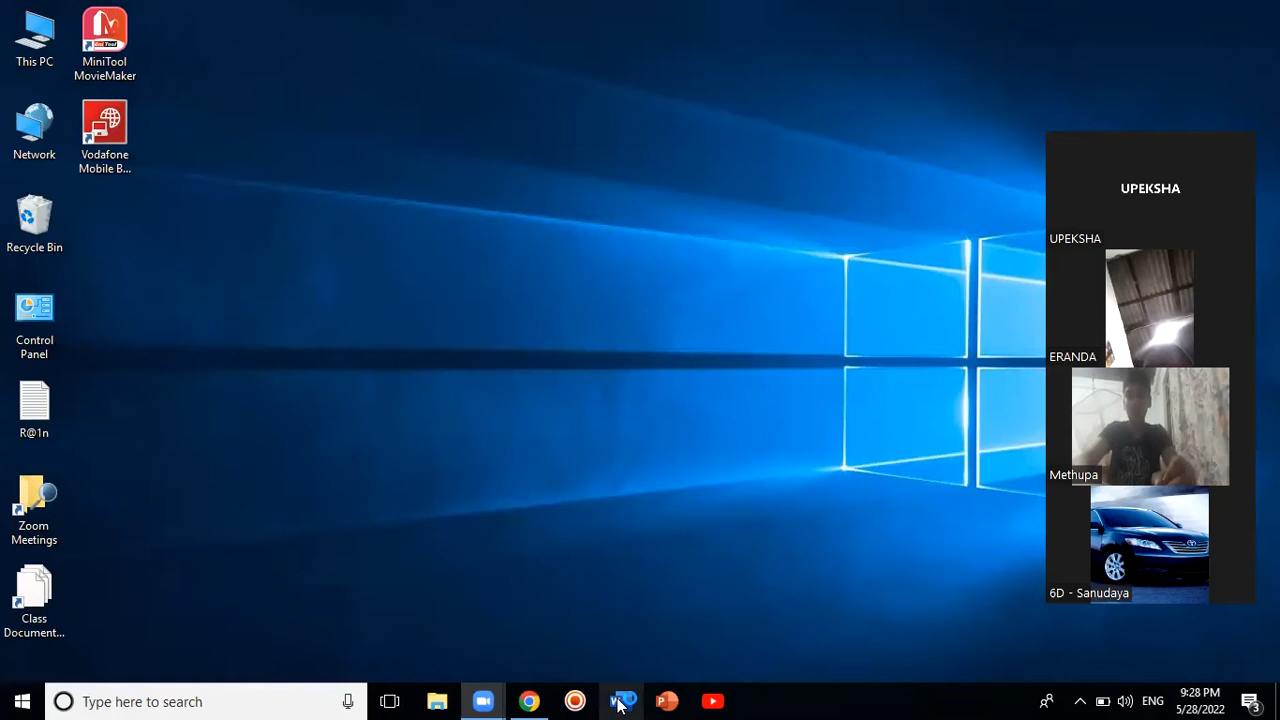 This PC
MiniTool
MovieMaker
Network
Vodafone
Mobile B...
Recycle Bin
Control
Panel
R@1n
Zoom
Meetings
Class
Document...
UPEKSHA
UPEKSHA
ERANDA
Methupa
6D - Sanudaya
Type here to search
ENG
9:28 PM
5/28/2022
3